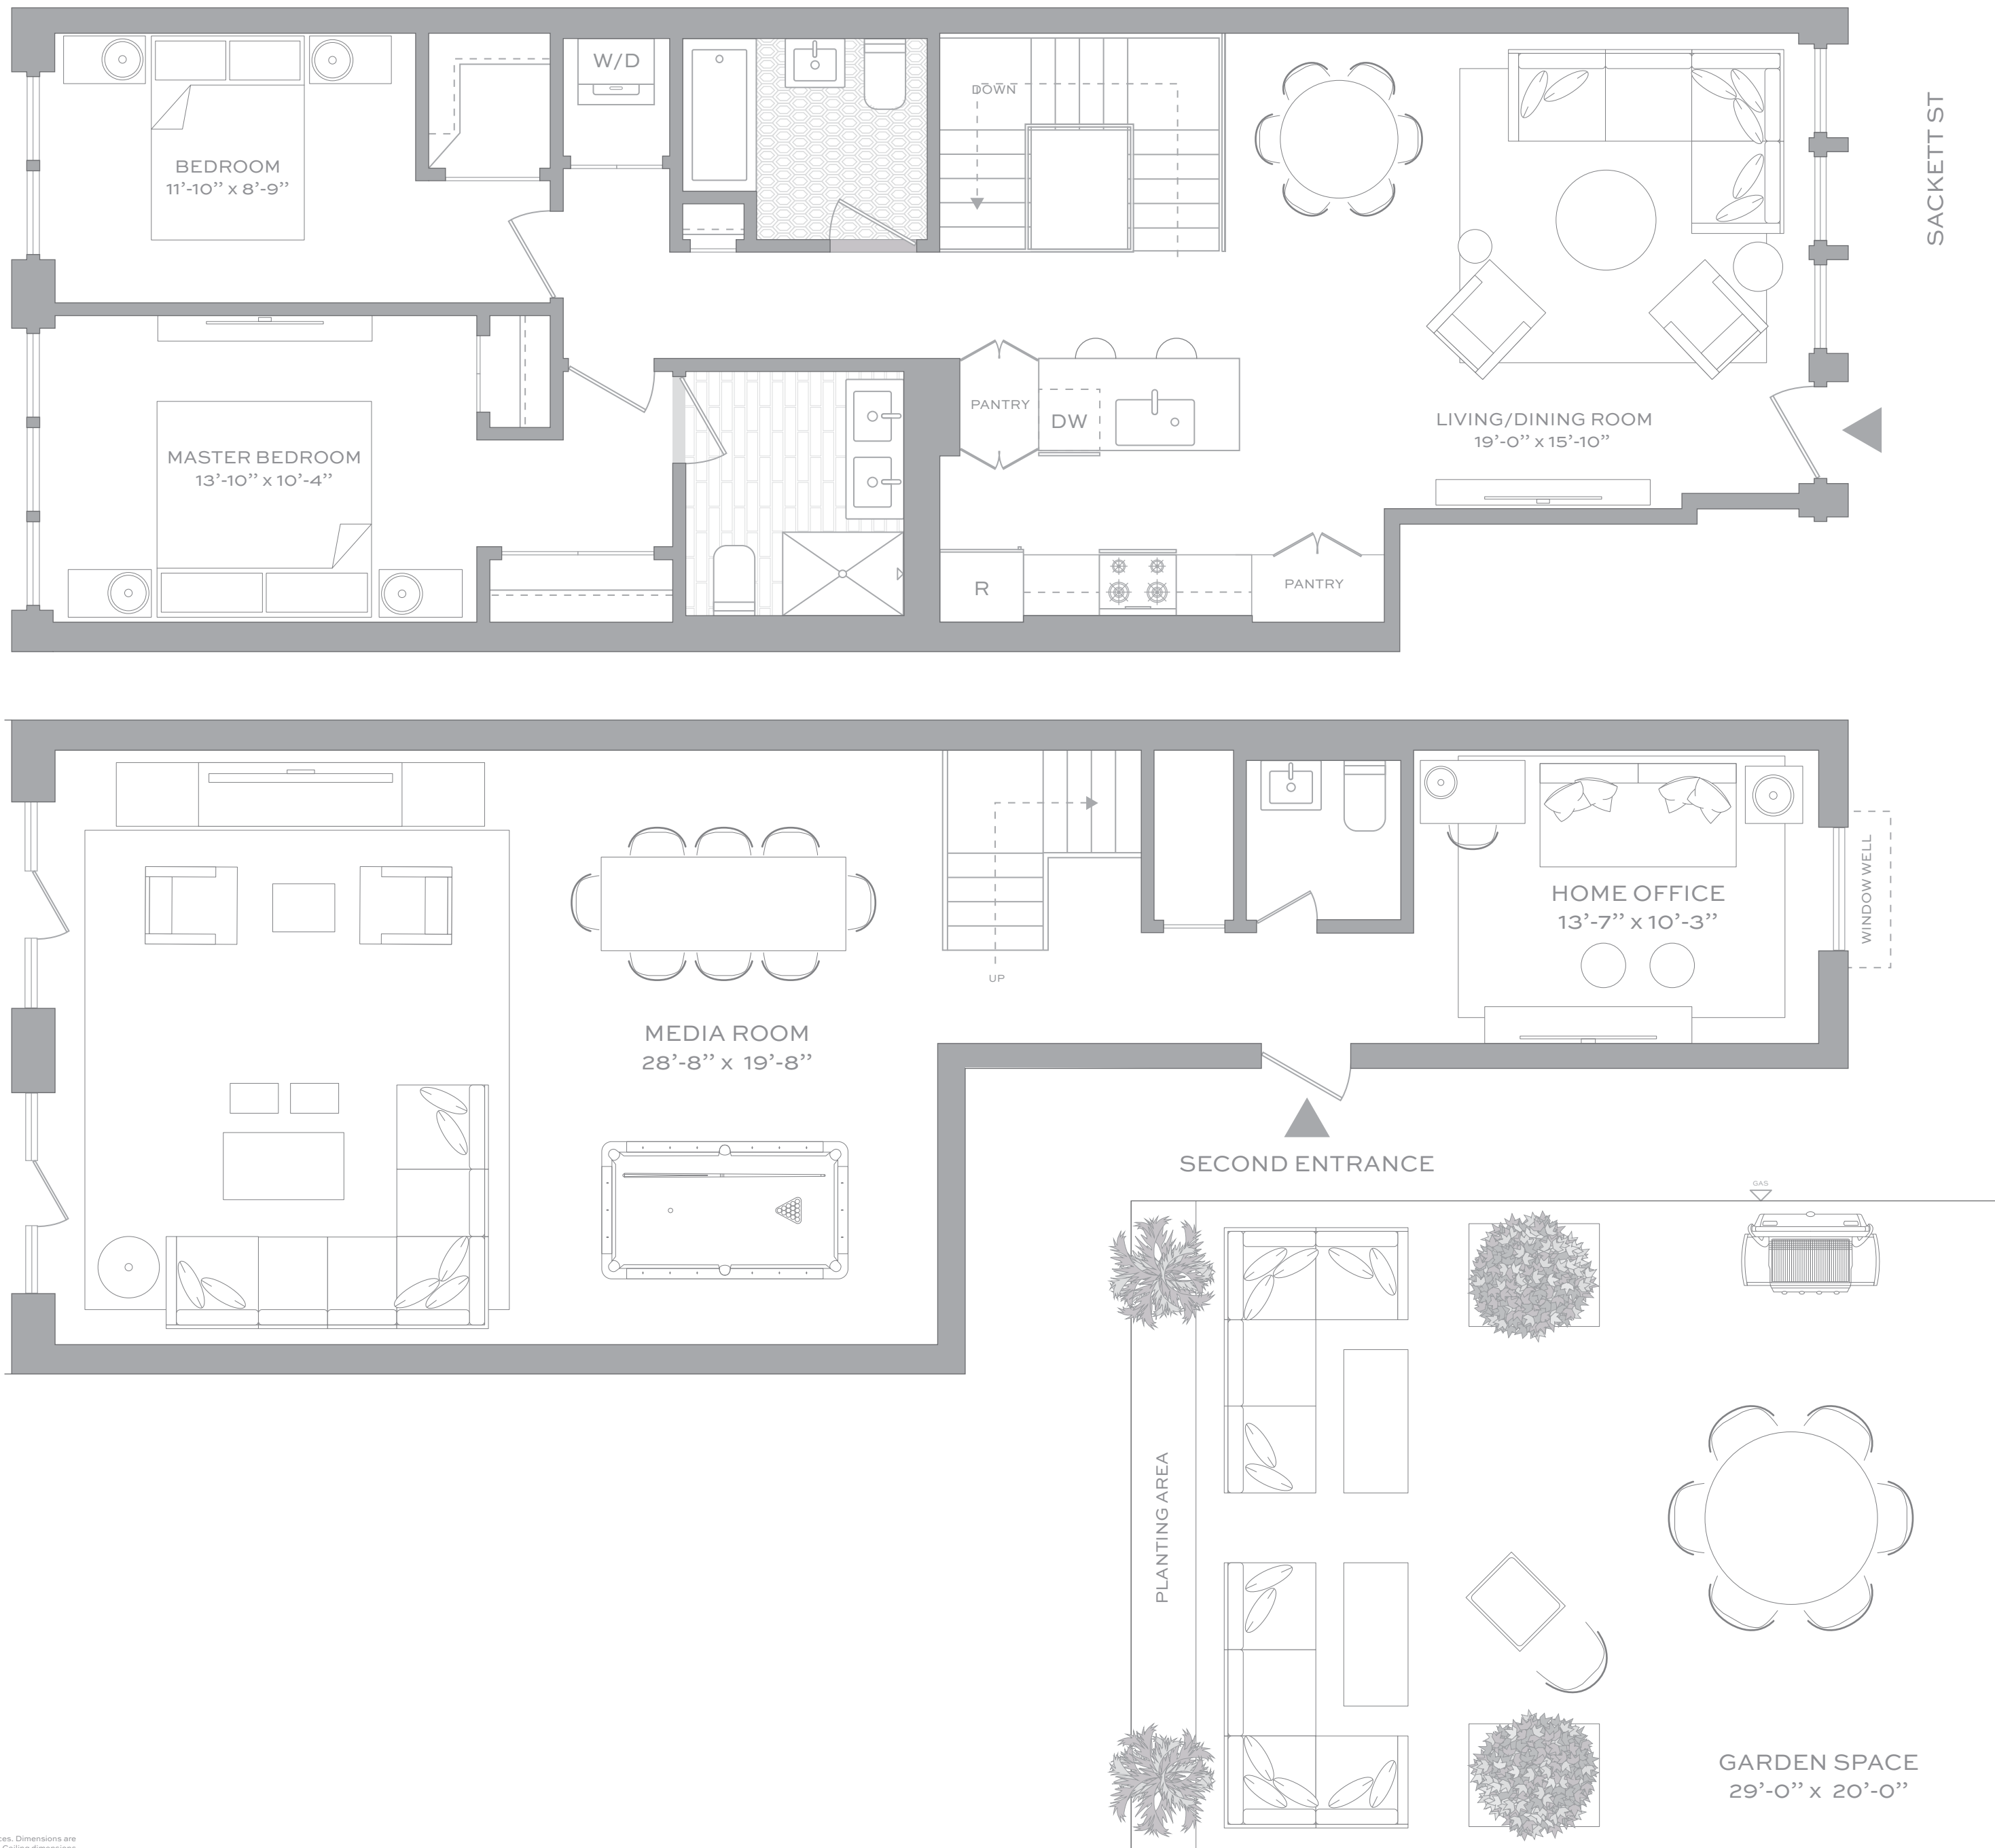 W/D
DOWN
BEDROOM
11’-10” x 8’-9”
SACKETT ST
PANTRY
DW
LIVING/DINING ROOM
19’-0” x 15’-10”
MASTER BEDROOM
13’-10” x 10’-4”
R
PANTRY
HOME OFFICE
13’-7” x 10’-3”
WINDOW WELL
UP
MEDIA ROOM
28’-8” x 19’-8”
SECOND ENTRANCE
GAS
PLANTING AREA
GARDEN SPACE
29’-0” x 20’-0”
Dimensions are